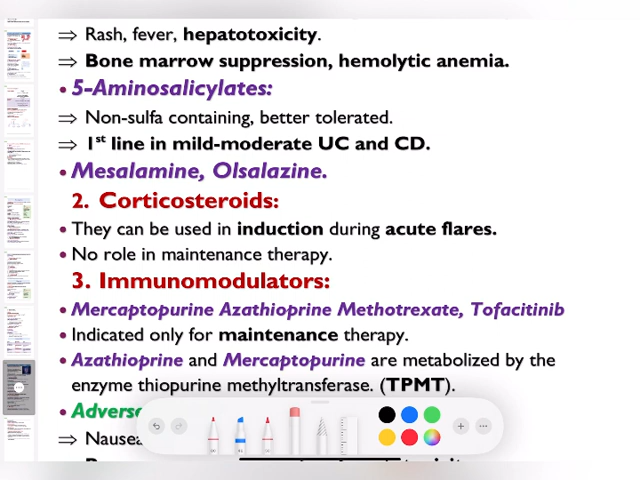 ⇒ Rash, fever, hepatotoxicity.
⇒ Bone marrow suppression, hemolytic anemia.
• 5-Aminosalicylates:
⇒ Non-sulfa containing, better tolerated.
⇒ 1st line in mild-moderate UC and CD.
• Mesalamine, Olsalazine.
2. Corticosteroids:
• They can be used in induction during acute flares.
• No role in maintenance therapy.
3. Immunomodulators:
• Mercaptopurine Azathioprine Methotrexate, Tofacitinib
• Indicated only for maintenance therapy.
• Azathioprine and Mercaptopurine are metabolized by the
enzyme thiopurine methyltransferase. (TPMT).
• Advers
⇒ Nausea